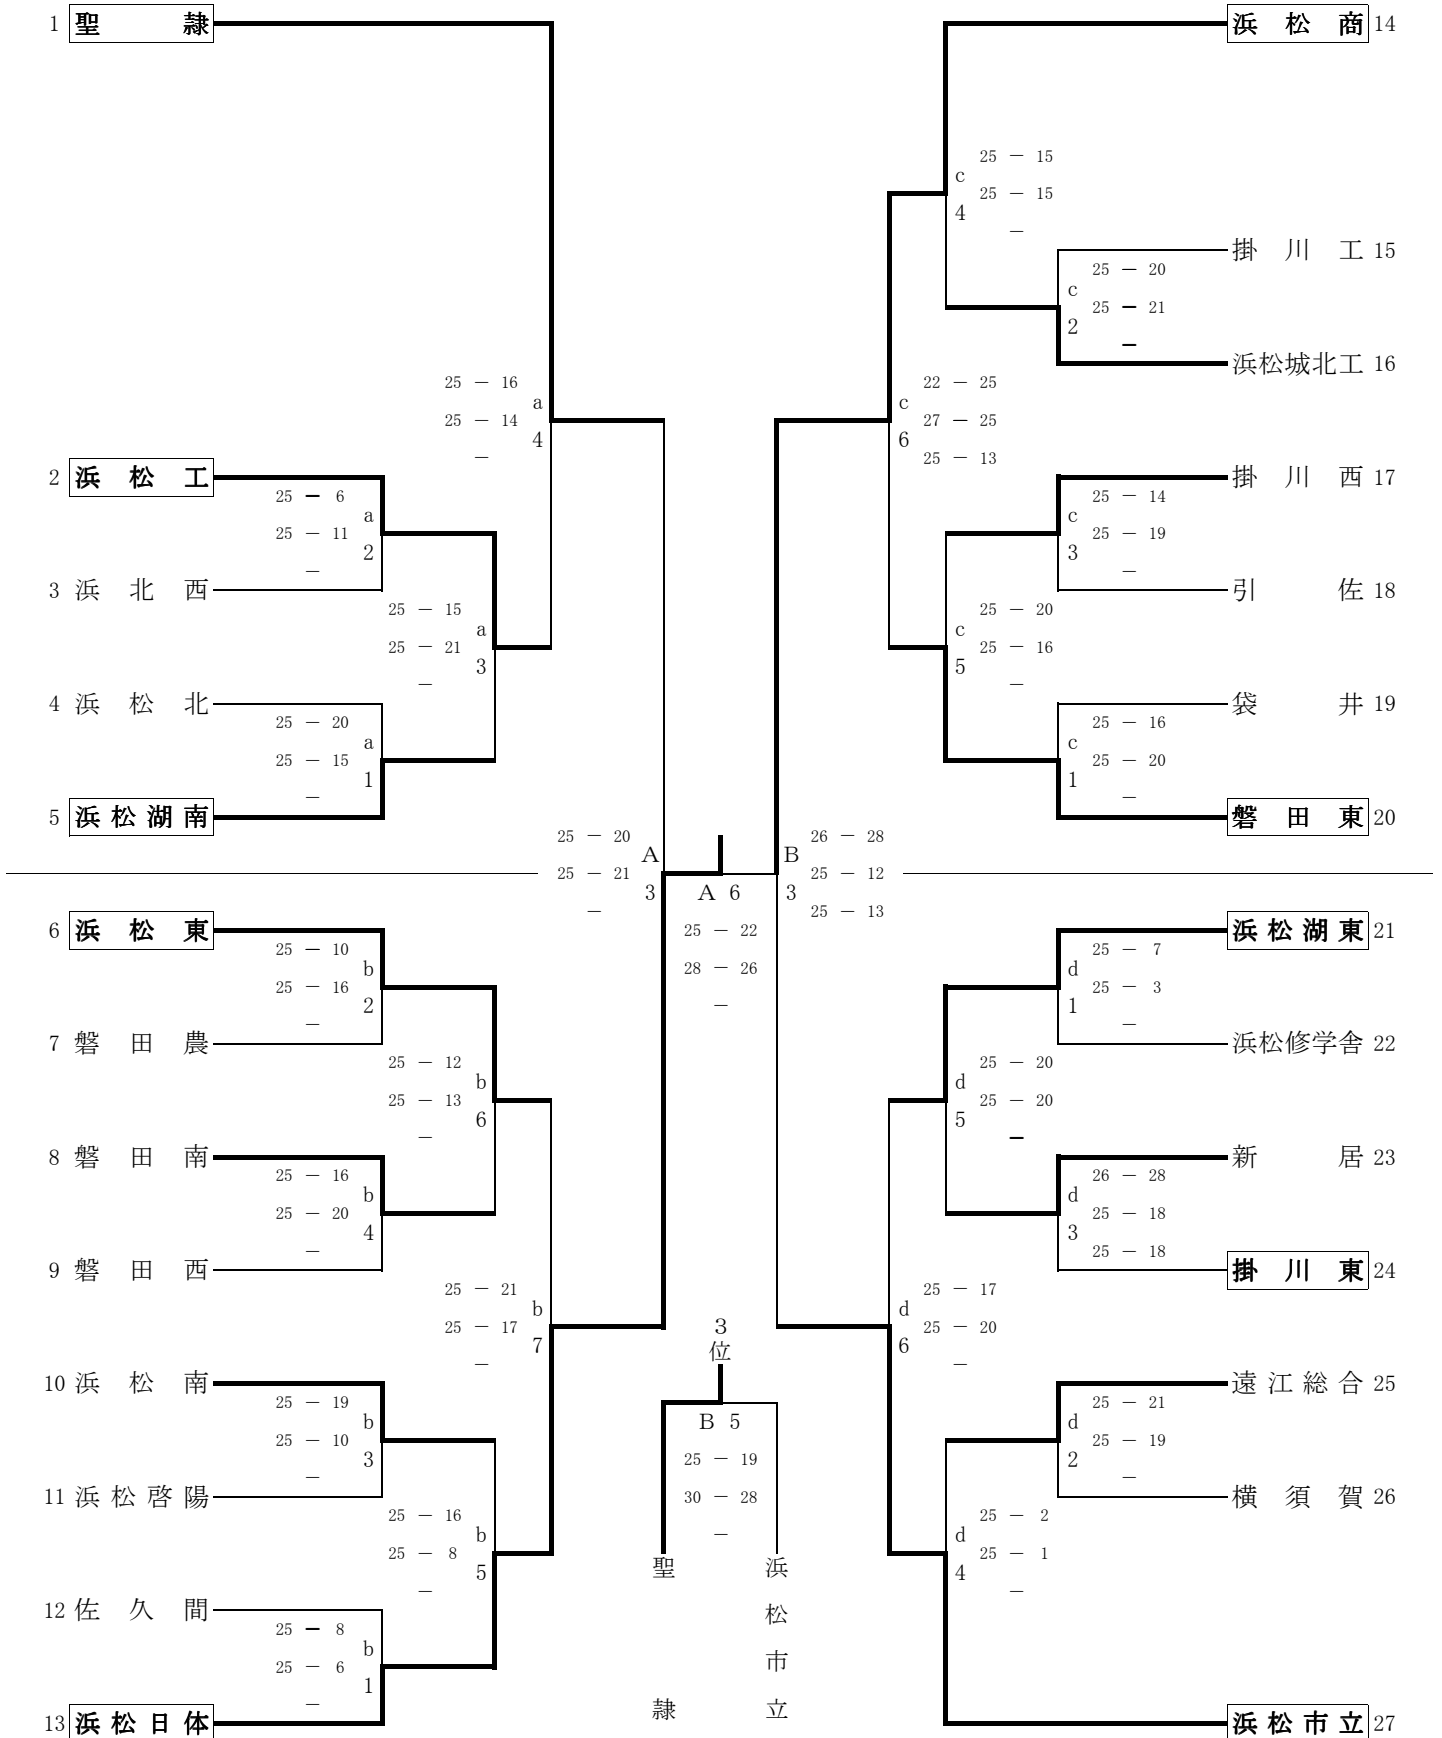 1 聖隷
浜松商 14
25 － 15
c
25 － 15
4
－
掛川工 15
25 － 20
c
25 － 21
2
－
浜松城北工 16
25 － 16
a
25 － 14
4
－
22 － 25
c
27 － 25
6
25 － 13
2 浜松工
25 － 6
a
25 － 11
2
－
3 浜北西
掛川西 17
25 － 14
c
25 － 19
3
－
引佐 18
25 － 15
a
25 － 21
3
－
25 － 20
c
25 － 16
5
－
4 浜松北
25 － 20
a
25 － 15
1
－
5 浜松湖南
袋井 19
25 － 16
c
25 － 20
1
－
磐田東 20
25 － 20
A
25 － 21
3
－
26 － 28
B
25 － 12
3
25 － 13
A 6
25 － 22
28 － 26
－
6 浜松東
25 － 10
b
25 － 16
2
－
7 磐田農
浜松湖東 21
25 － 7
d
25 － 3
1
－
浜松修学舎 22
25 － 12
b
25 － 13
6
－
25 － 20
d
25 － 20
5
－
8 磐田南
25 － 16
b
25 － 20
4
－
9 磐田西
新居 23
26 － 28
d
25 － 18
3
25 － 18
掛川東 24
25 － 21
b
25 － 17
7
－
25 － 17
d
25 － 20
6
－
3
位
B 5
25 － 19
30 － 28
－
聖隷
浜松市立
10 浜松南
25 － 19
b
25 － 10
3
－
11 浜松啓陽
遠江総合 25
25 － 21
d
25 － 19
2
－
横須賀 26
25 － 16
b
25 － 8
5
－
25 － 2
d
25 － 1
4
－
12 佐久間
25 － 8
b
25 － 6
1
－
13 浜松日体
浜松市立 27